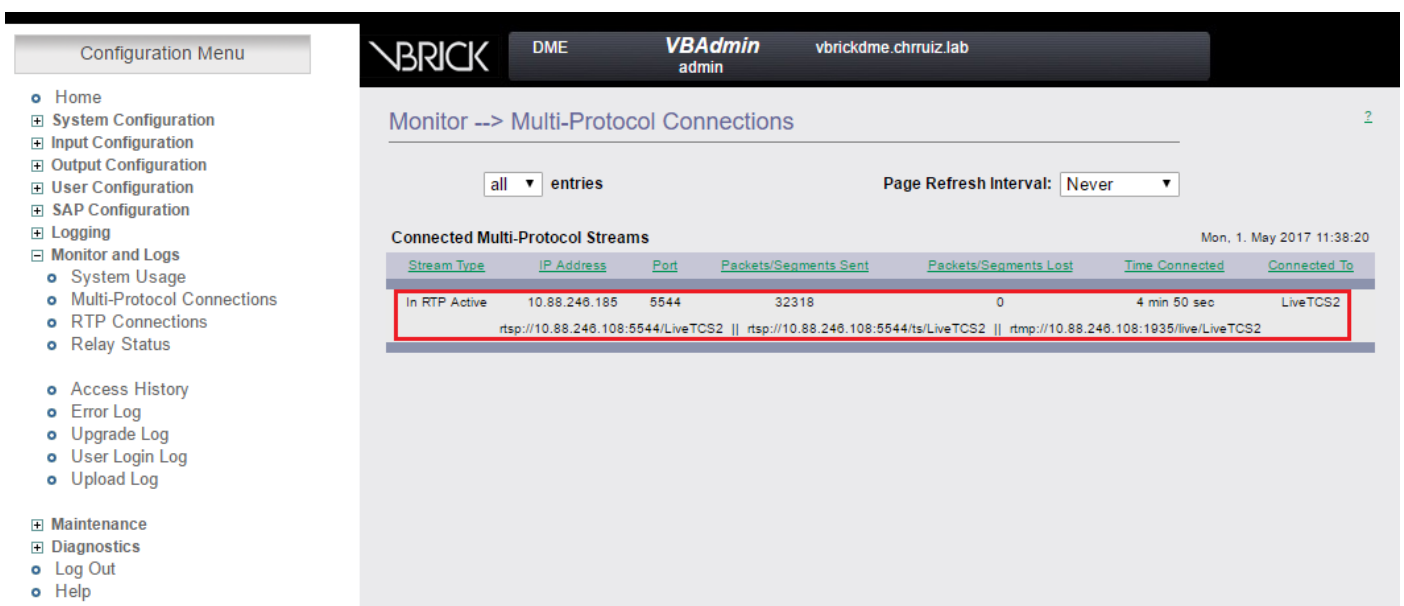 Configuration Menu
Home
System Configuration
Input Configuration
Output Configuration
User Configuration
SAP Configuration
Logging
Monitor and Logs
System Usage
Multi-Protocol Connections
RTP Connections
Relay Status
Access History
Error Log
Upgrade Log
User Login Log
Upload Log
Maintenance
Diagnostics
Log Out
Help
VBRICK DME VBAdmin vbrickdme.chrruiz.lab
admin
Monitor --> Multi-Protocol Connections ?
all ▼ entries Page Refresh Interval: Never ▼
Connected Multi-Protocol Streams Mon, 1. May 2017 11:38:20
Stream Type IP Address Port Packets/Segments Sent Packets/Segments Lost Time Connected Connected To
In RTP Active 10.88.246.185 5544 32318 0 4 min 50 sec LiveTCS2
rtsp://10.88.246.108:5544/LiveTCS2 || rtsp://10.88.246.108:5544/ts/LiveTCS2 || rtmp://10.88.246.108:1935/live/LiveTCS2